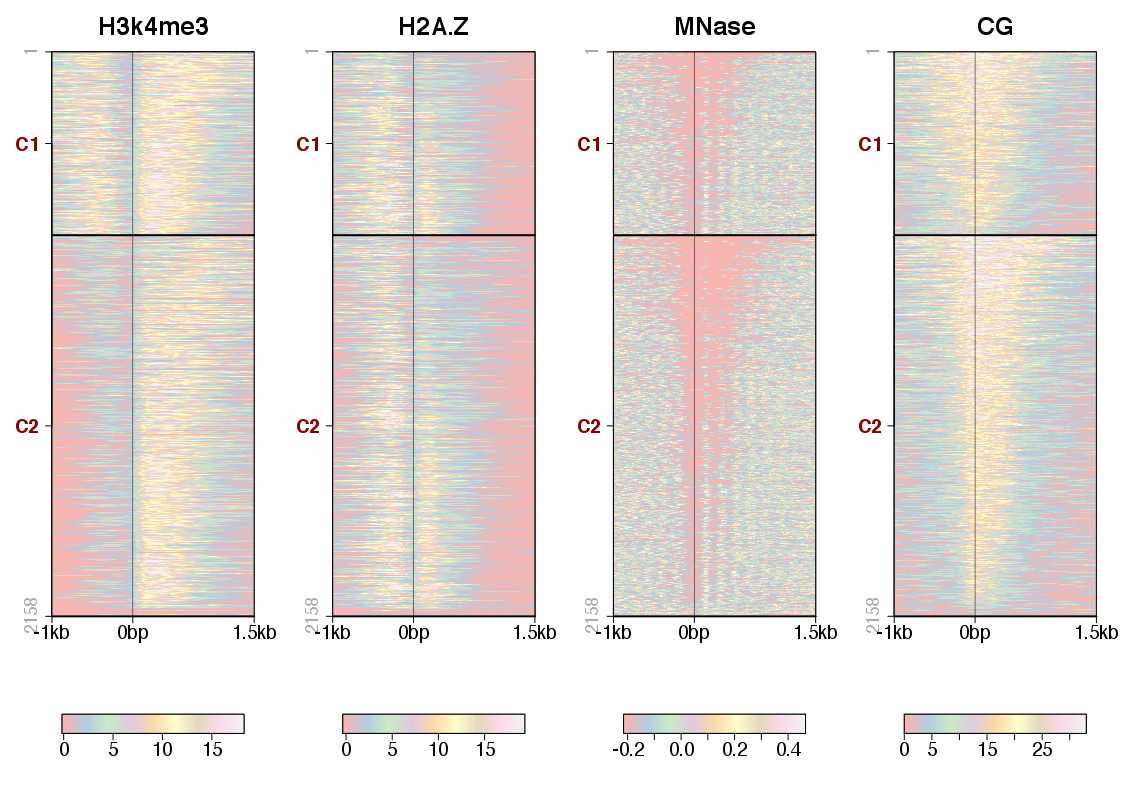 H3k4me3 H2A.Z MNase CG
1 1 1 1
C1 C1 C1 C1
C2 C2 C2 C2
2158 2158 2158 2158
-1kb 0bp 1.5kb -1kb 0bp 1.5kb -1kb 0bp 1.5kb -1kb 0bp 1.5kb
0 5 10 15 0 5 10 15 -0.2 0.0 0.2 0.4 0 5 15 25